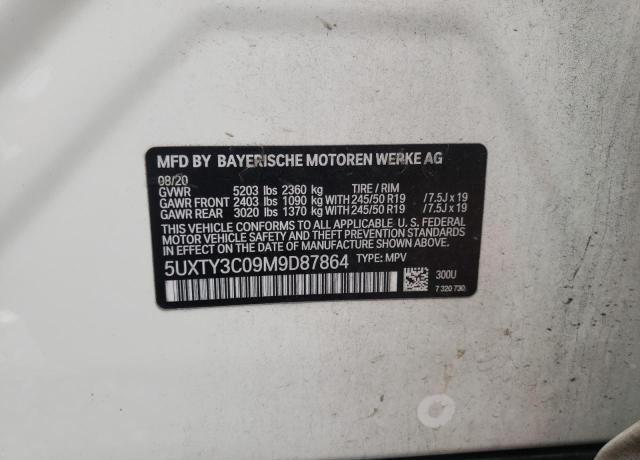 MFD BY BAYERISCHE MOTOREN WERKE AG
08/20
GVWR 5203 lbs 2360 kg TIRE / RIM
GAWR FRONT 2403 lbs 1090 kg WITH 245/50 R19 /7.5J x 19
GAWR REAR 3020 lbs 1370 kg WITH 245/50 R19 /7.5J x 19
THIS VEHICLE CONFORMS TO ALL APPLICABLE U. S. FEDERAL
MOTOR VEHICLE SAFETY, BUMPER, AND THEFT PREVENTION
STANDARDS IN EFFECT ON THE DATE OF MANUFACTURE SHOWN ABOVE.
5UXTY3C09M9D87864 TYPE: MPV
300U
7 320 730